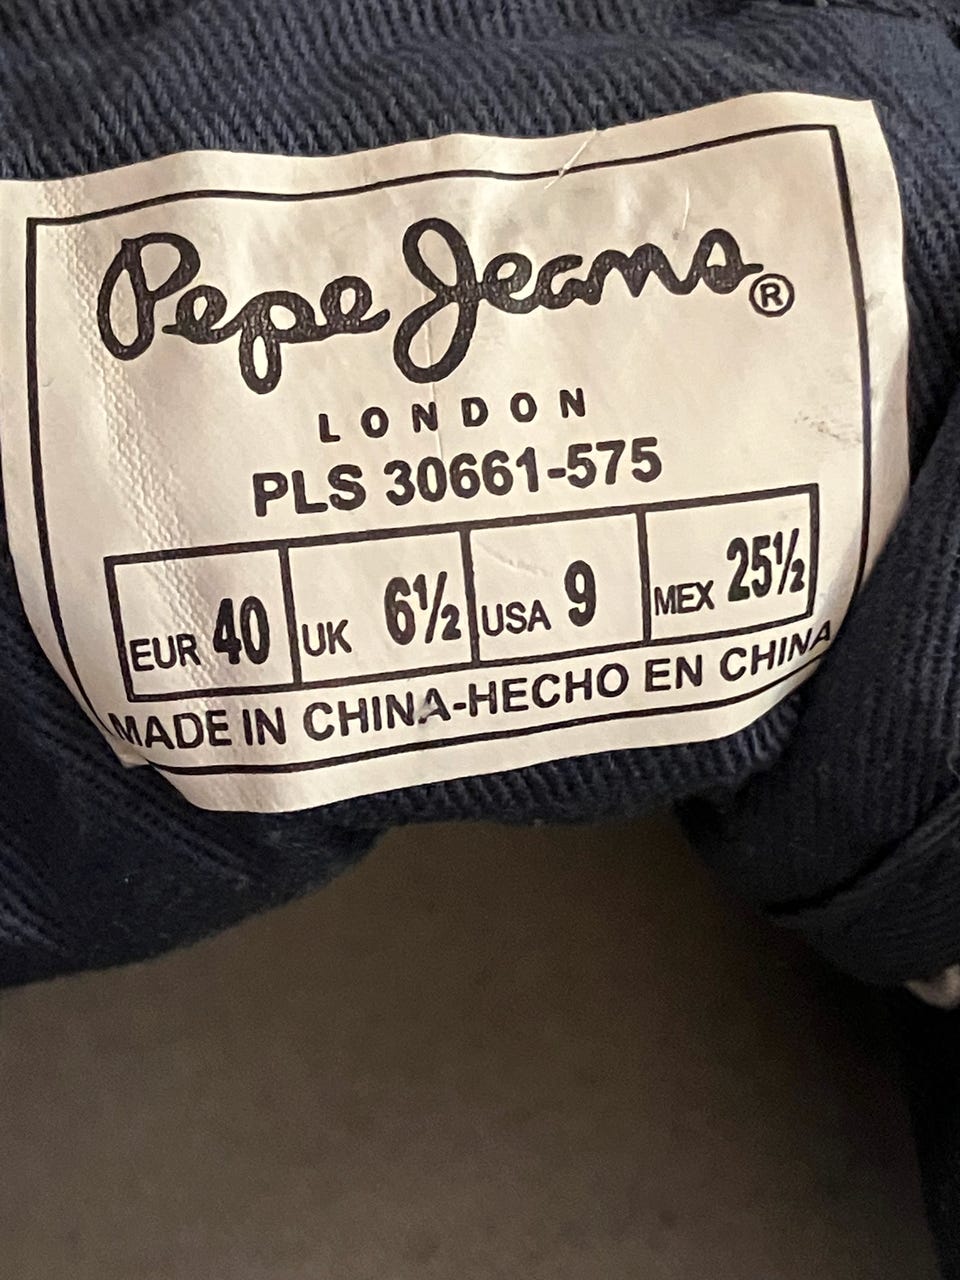 Pepe Jeans®
LONDON
PLS 30661-575
EUR 40 UK 6½ USA 9 MEX 25½
MADE IN CHINA-HECHO EN CHINA